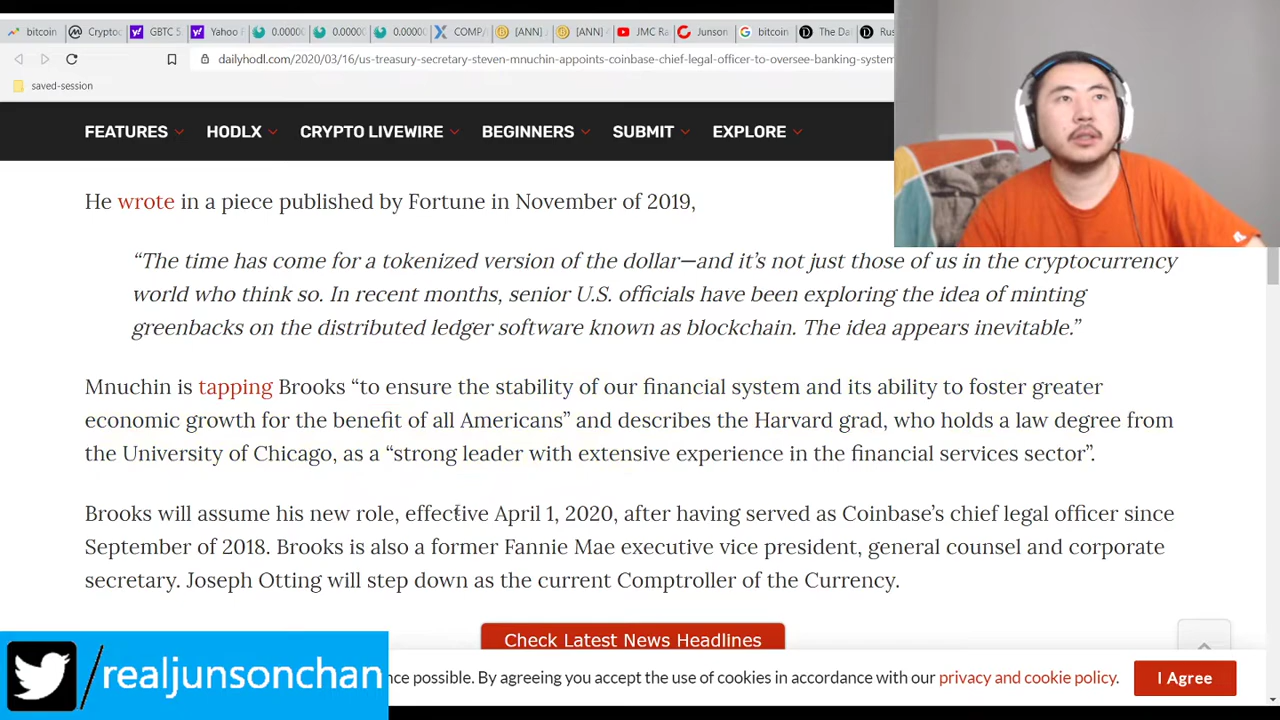 bitcoin
Cryptoc
GBTC 5.
Yahoo F
0.0000(
0.0000(
0.0000(
COMP/
[ANN]
[ANN] /
JMC Ra
Junson
bitcoin
The Da
Rus
dailyhodl.com/2020/03/16/us-treasury-secretary-steven-mnuchin-appoints-coinbase-chief-legal-officer-to-oversee-banking-system
saved-session
FEATURES HODLX CRYPTO LIVEWIRE BEGINNERS SUBMIT EXPLORE
He wrote in a piece published by Fortune in November of 2019,
“The time has come for a tokenized version of the dollar—and it’s not just those of us in the cryptocurrency
world who think so. In recent months, senior U.S. officials have been exploring the idea of minting
greenbacks on the distributed ledger software known as blockchain. The idea appears inevitable.”
Mnuchin is tapping Brooks “to ensure the stability of our financial system and its ability to foster greater
economic growth for the benefit of all Americans” and describes the Harvard grad, who holds a law degree from
the University of Chicago, as a “strong leader with extensive experience in the financial services sector”.
Brooks will assume his new role, effective April 1, 2020, after having served as Coinbase’s chief legal officer since
September of 2018. Brooks is also a former Fannie Mae executive vice president, general counsel and corporate
secretary. Joseph Otting will step down as the current Comptroller of the Currency.
Check Latest News Headlines
/realjunsonchan
nce possible. By agreeing you accept the use of cookies in accordance with our privacy and cookie policy.
I Agree